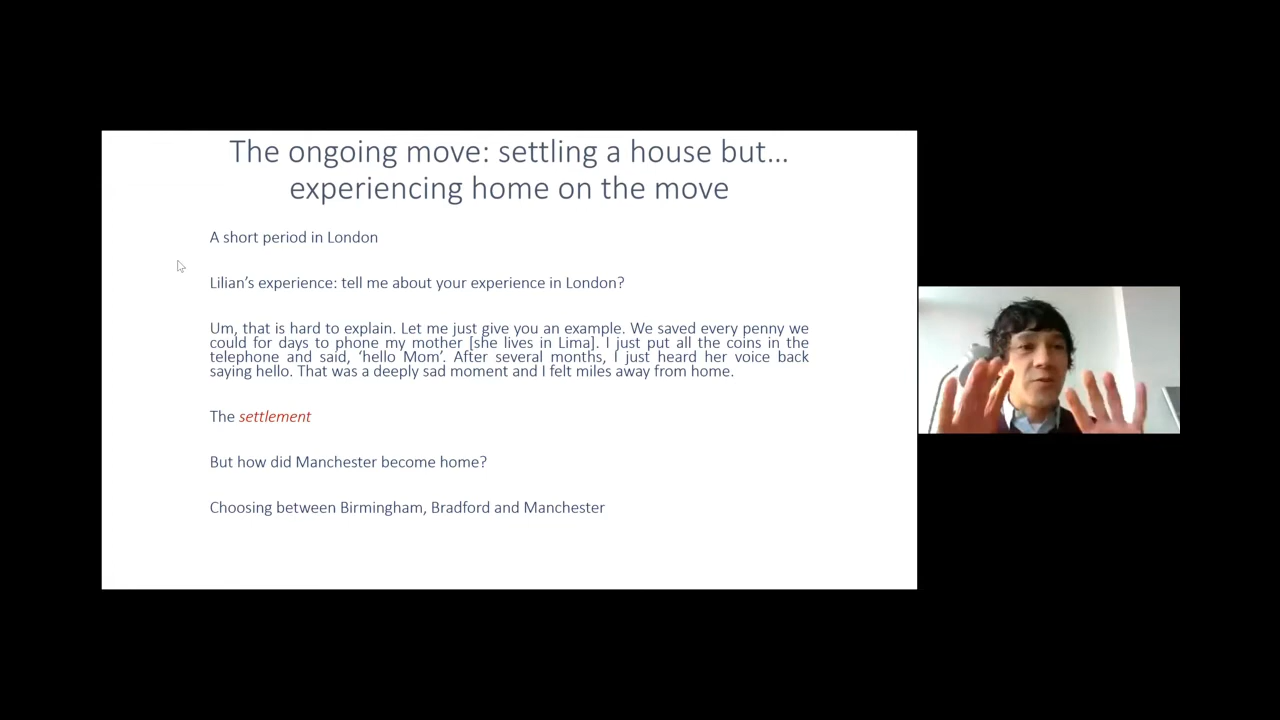 The ongoing move: settling a house but...
experiencing home on the move
A short period in London
Lilian’s experience: tell me about your experience in London?
Um, that is hard to explain. Let me just give you an example. We saved every penny we
could for days to phone my mother [she lives in Lima]. I just put all the coins in the
telephone and said, ‘hello Mom’. After several months, I just heard her voice back
saying hello. That was a deeply sad moment and I felt miles away from home.
The settlement
But how did Manchester become home?
Choosing between Birmingham, Bradford and Manchester